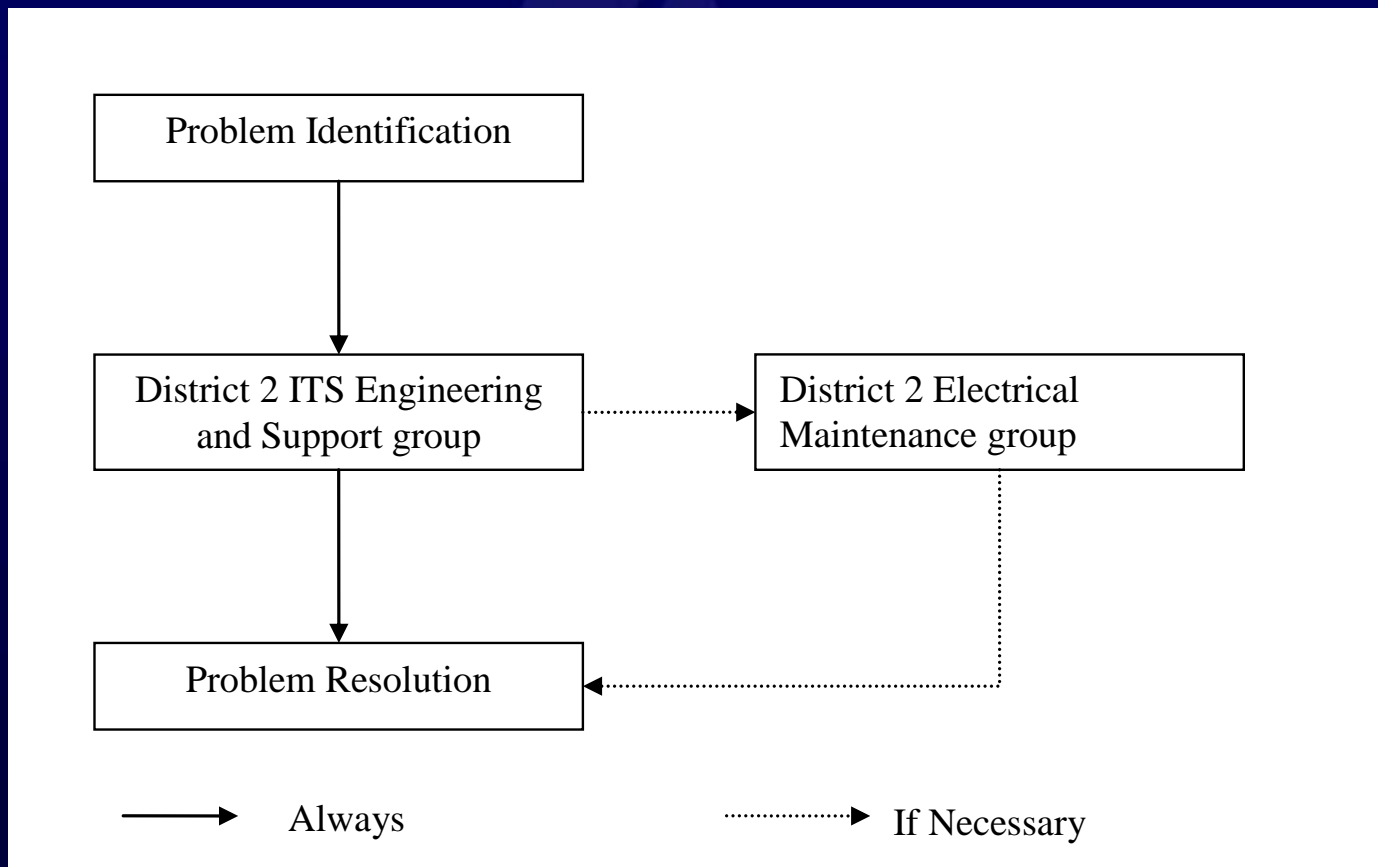 Problem Identification
District 2 ITS Engineering
and Support group
District 2 Electrical
Maintenance group
Problem Resolution
Always
If Necessary